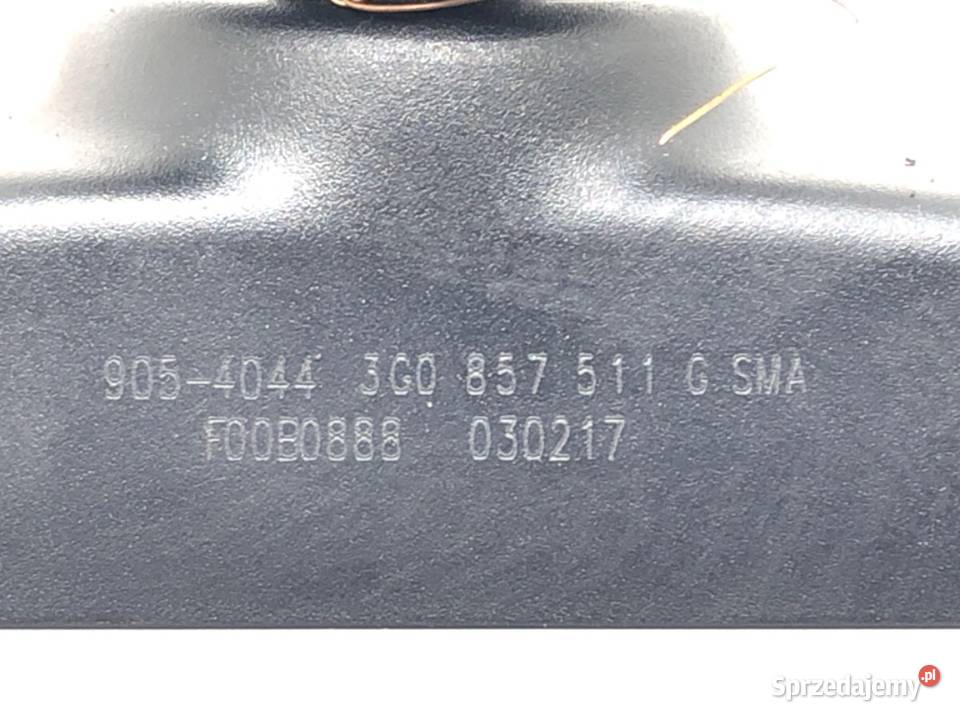 905-4044 3G0 857 511 G SMA
F00B0888 030217
Sprzedajemy.pl